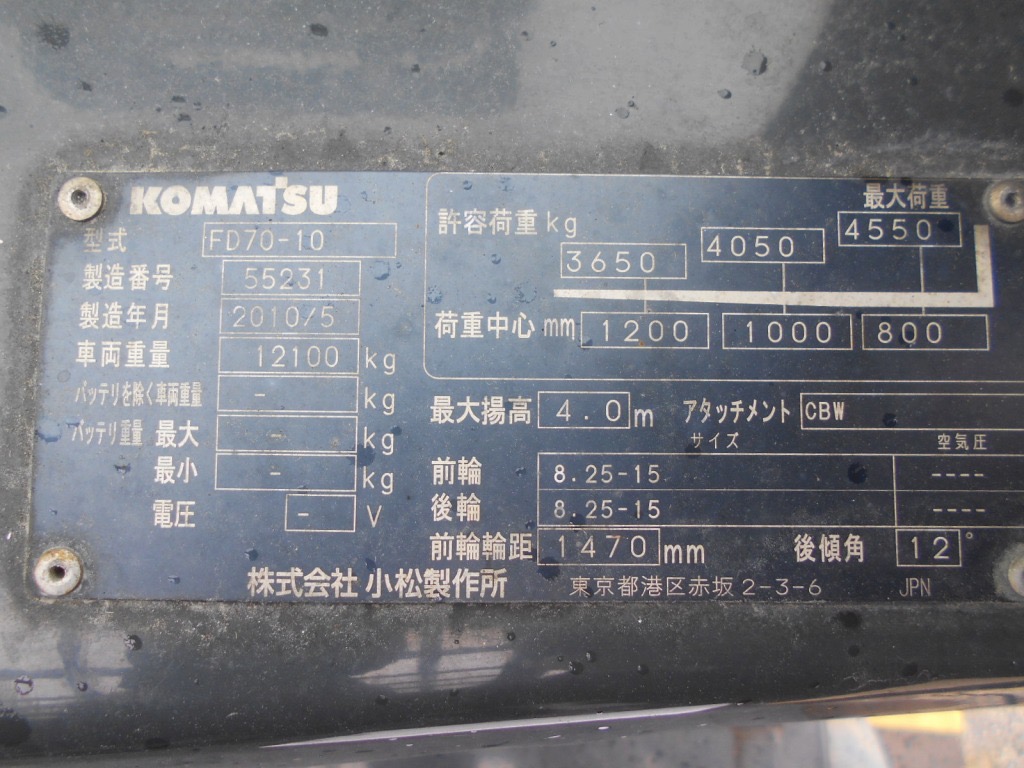 KOMATSU
型式 FD70-10
製造番号 55231
製造年月 2010/5
車両重量 12100 kg
バッテリを除く車両重量 - kg
バッテリ重量 最大 - kg
最小 - kg
電圧 - V
最大荷重
許容荷重 kg 3650 4050 4550
荷重中心 mm 1200 1000 800
最大揚高 4.0 m アタッチメント CBW
サイズ 空気圧
前輪 8.25-15 ----
後輪 8.25-15 ----
前輪輪距 1470 mm 後傾角 12°
株式会社 小松製作所 東京都港区赤坂2-3-6 JPN